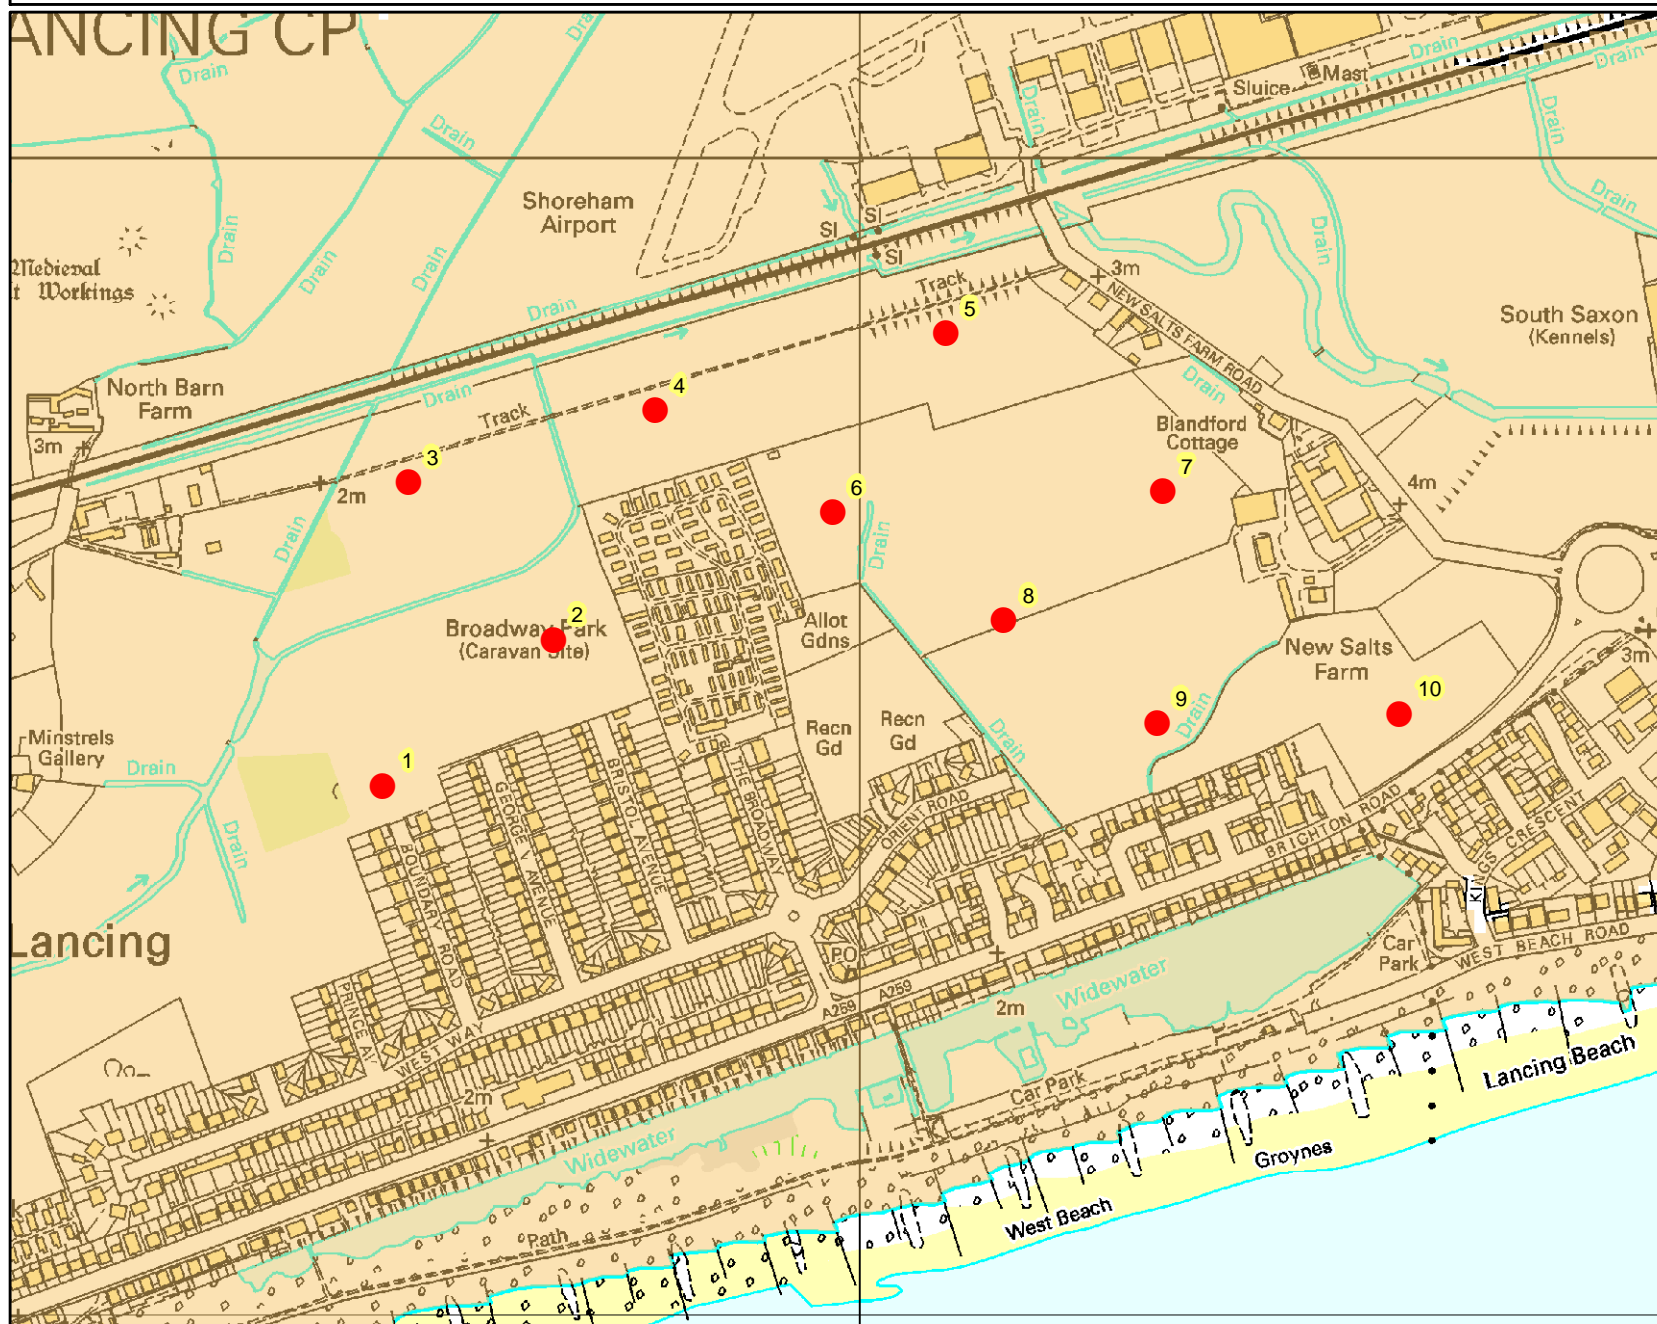 ANCING CP
Drain
Drain
Drain
Drain
Drain
Drain
Mast
Sluice
Drain
Drain
Drain
Shoreham
Airport
Drain
Drain
Drain
Drain
Medieval
t Workings
SI
SI
SI
Track
3m
NEW SALTS FARM ROAD
South Saxon
(Kennels)
Drain
5
Drain
North Barn
Farm
3m
Drain
Track
4
Blandford
Cottage
3
2m
6
7
4m
Drain
Drain
Broadway Park
(Caravan Site)
2
Allot
Gdns
8
New Salts
Farm
3m
Minstrels
Gallery
Drain
1
Recn
Gd
Recn
Gd
Drain
9
Drain
10
Drain
BOUNDARY ROAD
GEORGE V AVENUE
BRISTOL AVENUE
THE BROADWAY
ORIENT ROAD
BRIGHTON ROAD
KINGS CRESCENT
Lancing
PRINCE AV
WEST WAY
PO
A259
A259
2m
Widewater
Car
Park
WEST BEACH ROAD
2m
Car Park
Lancing Beach
Widewater
Groynes
West Beach
Path